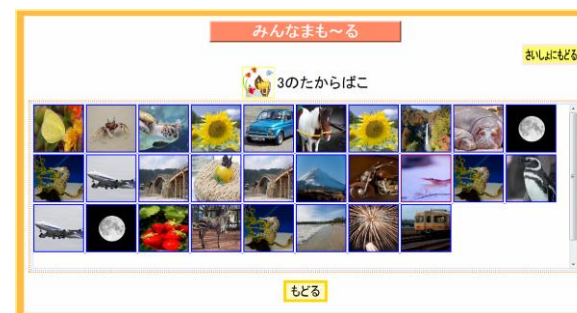 みんなまも～る
さいしょにもどる
3のたからばこ
もどる